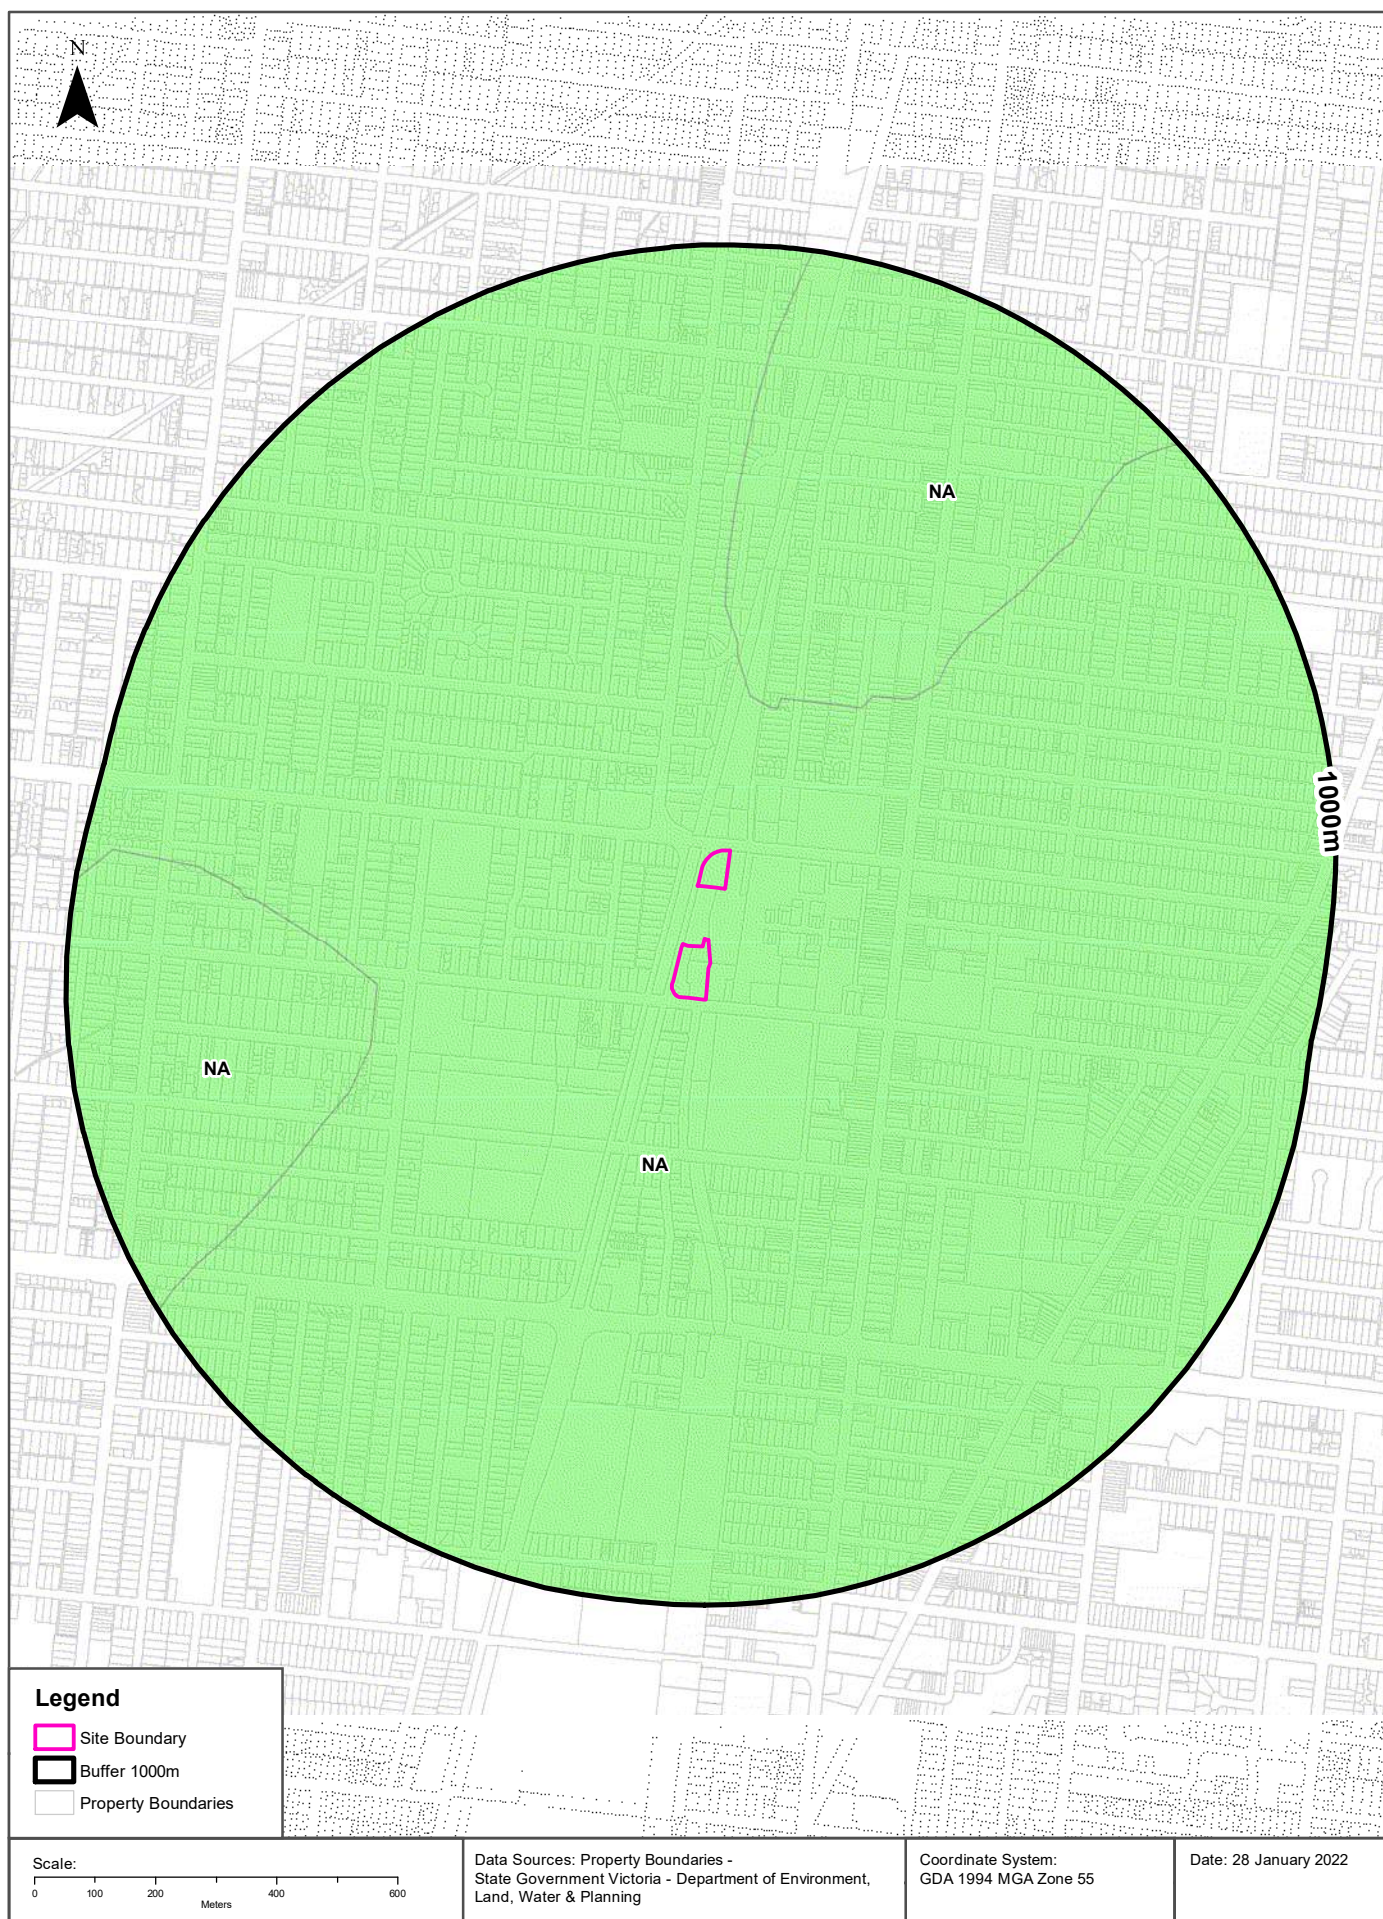 N
NA
1000m
NA
NA
Legend
Site Boundary
Buffer 1000m
Property Boundaries
Scale:
0 100 200 400 600
Meters
Data Sources: Property Boundaries -
State Government Victoria - Department of Environment,
Land, Water & Planning
Coordinate System:
GDA 1994 MGA Zone 55
Date: 28 January 2022